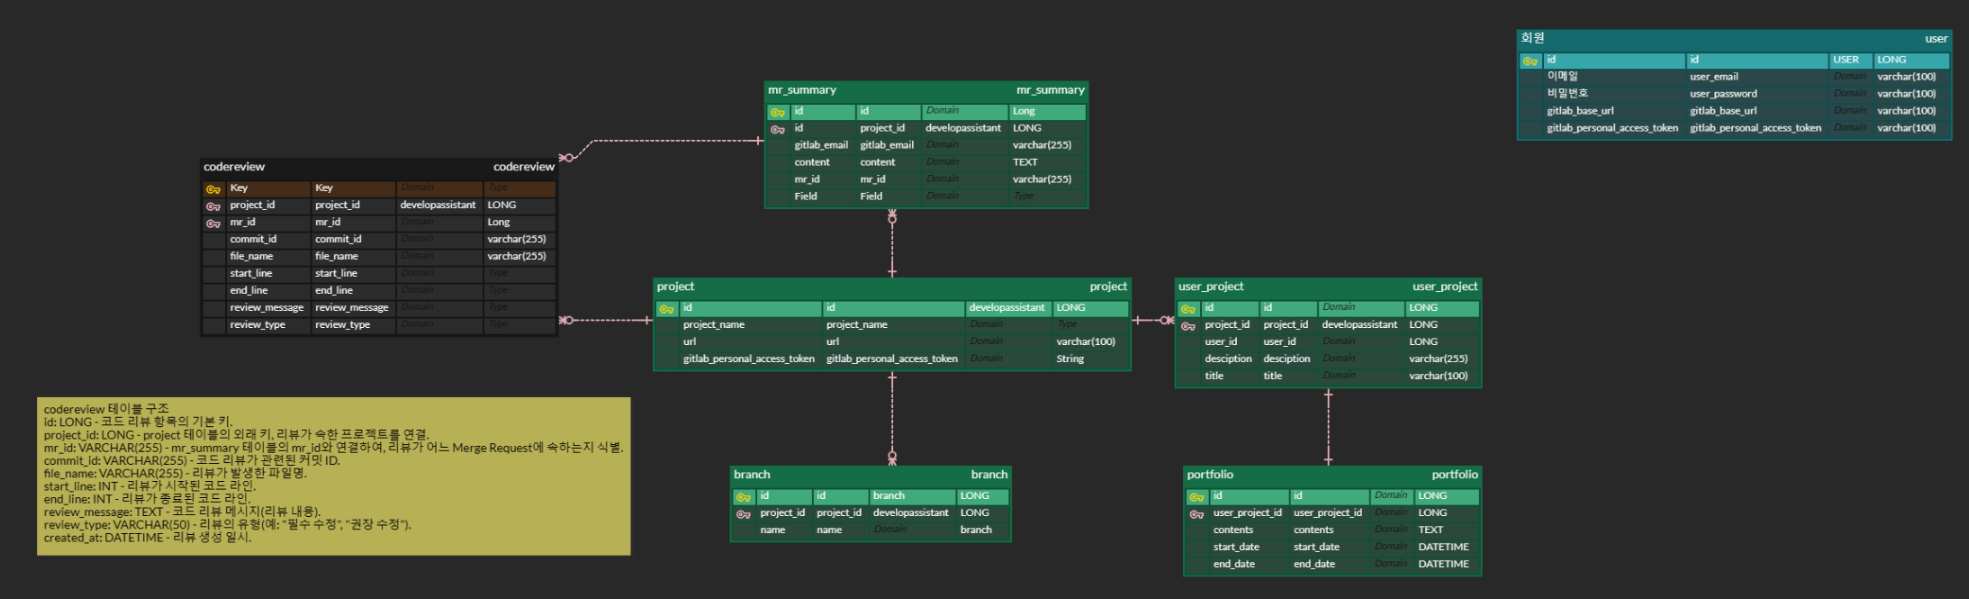 회원 user
id id USER LONG
이메일 user_email Domain varchar(100)
비밀번호 user_password Domain varchar(100)
gitlab_base_url gitlab_base_url Domain varchar(100)
gitlab_personal_access_token gitlab_personal_access_token Domain varchar(100)
mr_summary mr_summary
id id Domain Long
id project_id developassistant LONG
gitlab_email gitlab_email Domain varchar(255)
content content Domain TEXT
mr_id mr_id Domain varchar(255)
Field Field Domain Type
codereview codereview
Key Key Domain Type
project_id project_id developassistant LONG
mr_id mr_id Domain Long
commit_id commit_id Domain varchar(255)
file_name file_name Domain varchar(255)
start_line start_line Domain Type
end_line end_line Domain Type
review_message review_message Domain Type
review_type review_type Domain Type
project project
id id developassistant LONG
project_name project_name Domain Type
url url Domain varchar(100)
gitlab_personal_access_token gitlab_personal_access_token Domain String
user_project user_project
id id Domain LONG
project_id project_id developassistant LONG
user_id user_id Domain LONG
desciption desciption Domain varchar(255)
title title Domain varchar(100)
codereview 테이블 구조
id: LONG - 코드 리뷰 항목의 기본 키.
project_id: LONG - project 테이블의 외래 키, 리뷰가 속한 프로젝트를 연결.
mr_id: VARCHAR(255) - mr_summary 테이블의 mr_id와 연결하여, 리뷰가 어느 Merge Request에 속하는지 식별.
commit_id: VARCHAR(255) - 코드 리뷰가 관련된 커밋 ID.
file_name: VARCHAR(255) - 리뷰가 발생한 파일명.
start_line: INT - 리뷰가 시작된 코드 라인.
end_line: INT - 리뷰가 종료된 코드 라인.
review_message: TEXT - 코드 리뷰 메시지(리뷰 내용).
review_type: VARCHAR(50) - 리뷰의 유형(예: "필수 수정", "권장 수정").
created_at: DATETIME - 리뷰 생성 일시.
branch branch
id id branch LONG
project_id project_id developassistant LONG
name name Domain branch
portfolio portfolio
id id Domain LONG
user_project_id user_project_id Domain LONG
contents contents Domain TEXT
start_date start_date Domain DATETIME
end_date end_date Domain DATETIME